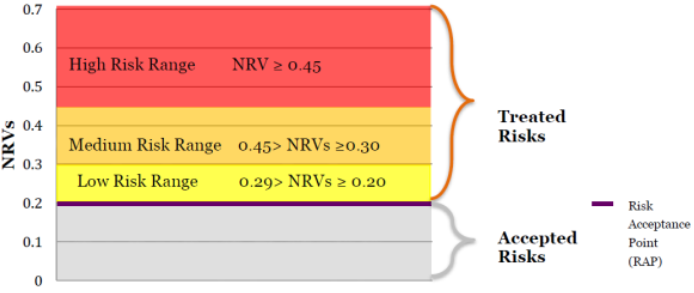 0.7
0.6
High Risk Range NRV ≥ 0.45
0.5
Treated
Risks
0.4
Medium Risk Range 0.45> NRVs ≥0.30
NRVs
0.3
Low Risk Range 0.29> NRVs ≥ 0.20
0.2
Risk
Acceptance
Point
(RAP)
0.1
Accepted
Risks
0